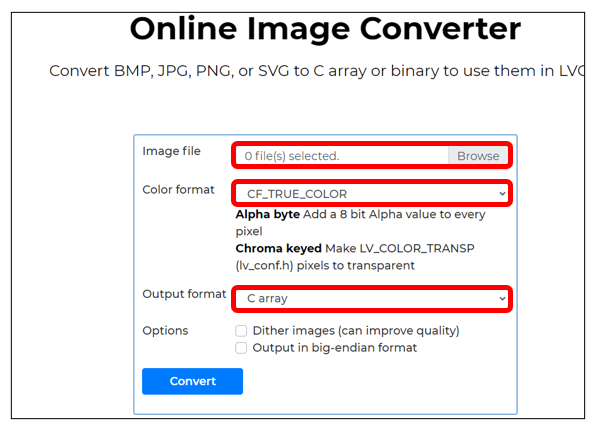 Online Image Converter
Convert BMP, JPG, PNG, or SVG to C array or binary to use them in
Image file
0 file(s) selected.
Browse
Color format
CF_TRUE_COLOR
Alpha byte Add a 8 bit Alpha value to every
pixel
Chroma keyed Make LV_COLOR_TRANSP
(lv_conf.h) pixels to transparent
Output format
C array
Options
Dither images (can improve quality)
Output in big-endian format
Convert